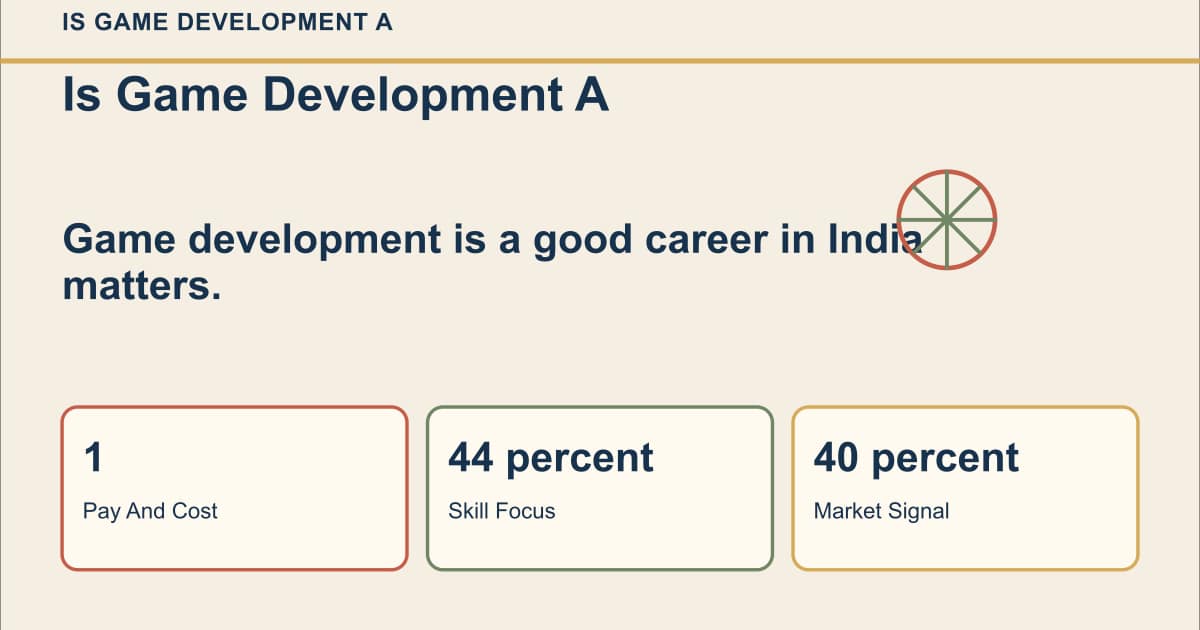 IS GAME DEVELOPMENT A
Is Game Development A
Game development is a good career in India
matters.
1
Pay And Cost
44 percent
Skill Focus
40 percent
Market Signal